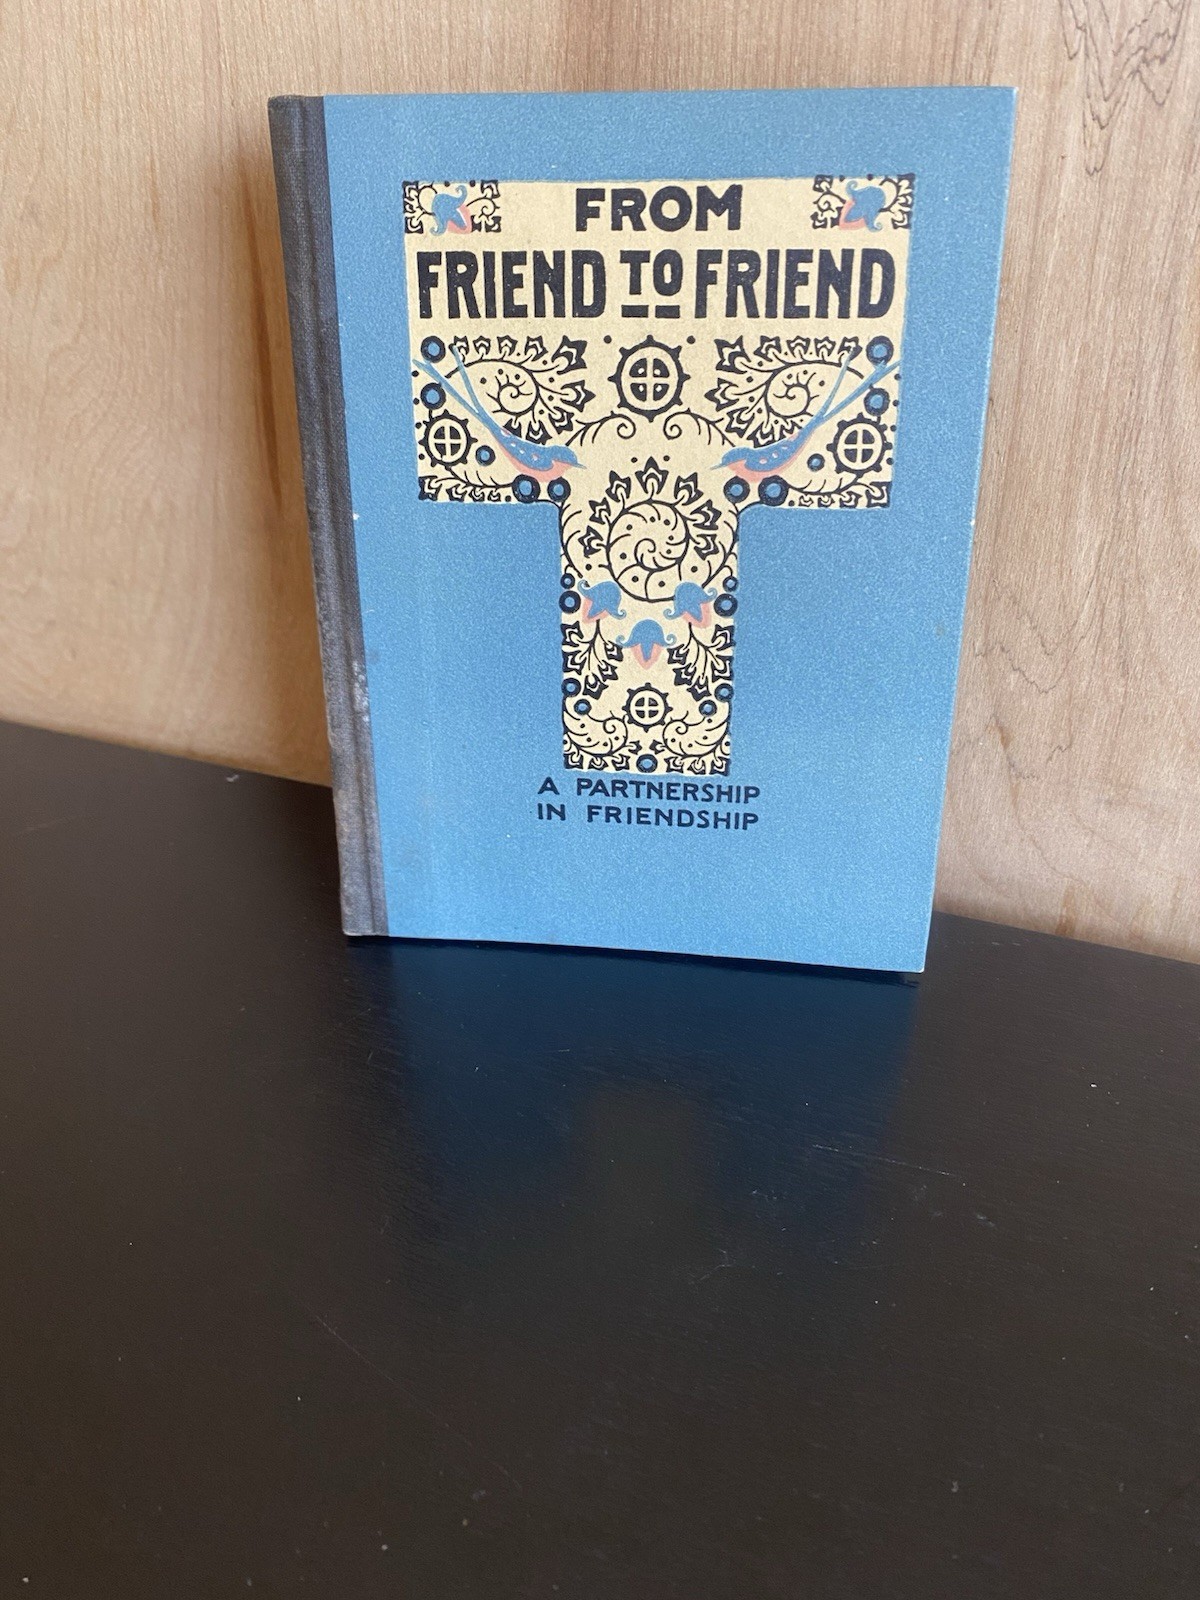 FROM
FRIEND TO FRIEND
A PARTNERSHIP
IN FRIENDSHIP